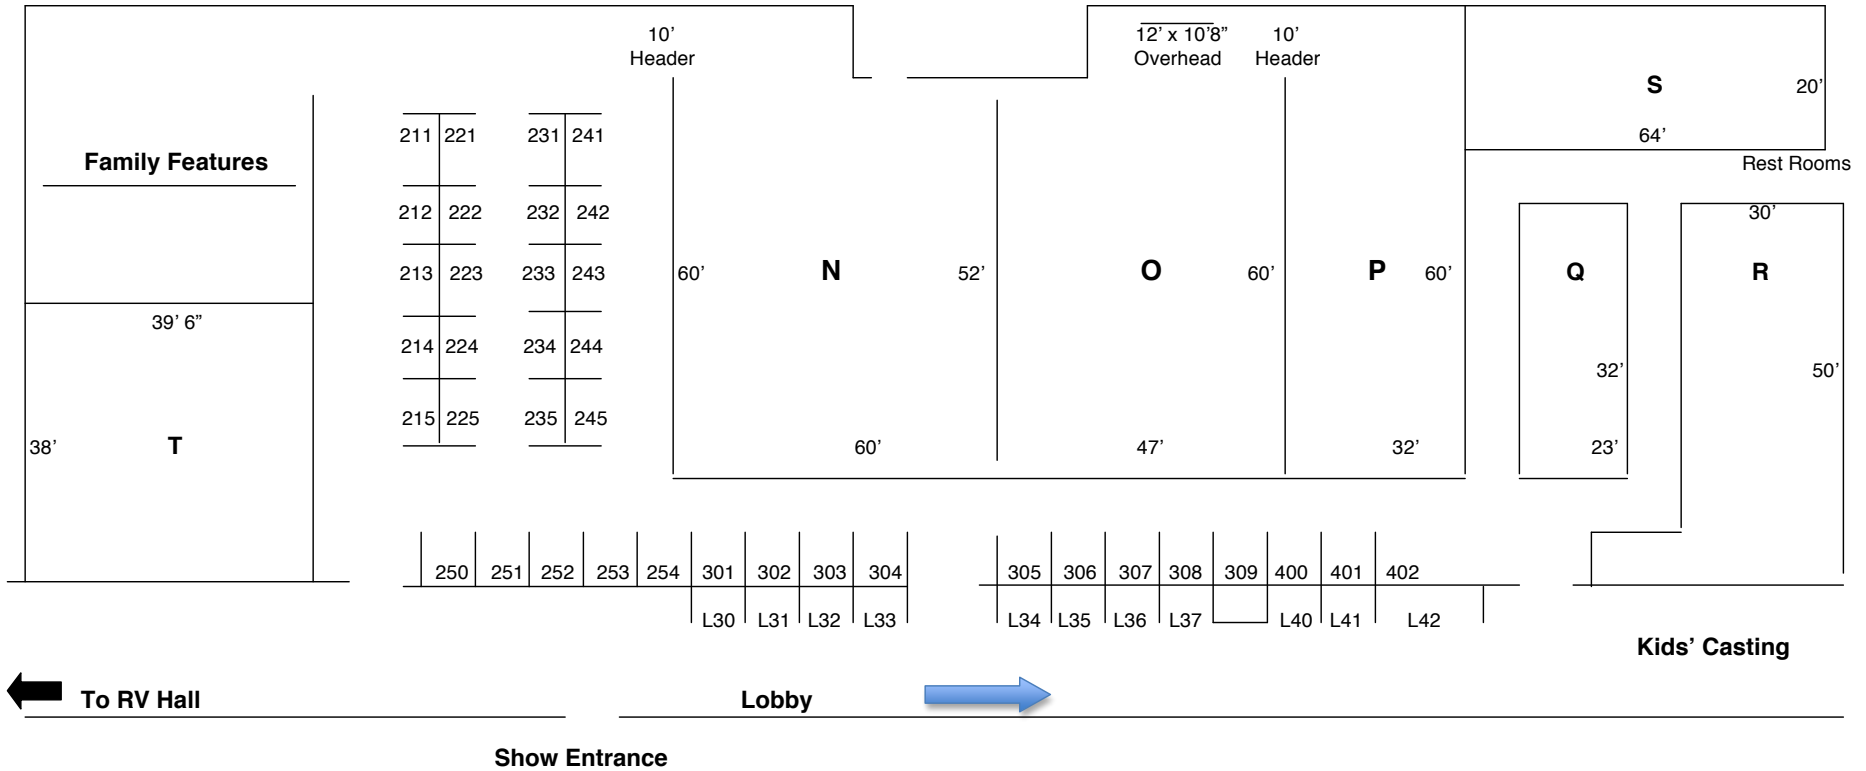 10’
Header
12’ x 10’8”
Overhead
10’
Header
S
20’
64’
Rest Rooms
Family Features
211 221 231 241
212 222 232 242
213 223 233 243
214 224 234 244
215 225 235 245
60’ N 52’ O 60’ P 60’
60’ 47’ 32’
Q
32’
23’
30’
R
50’
39’ 6”
38’ T
250 251 252 253 254 301 302 303 304 305 306 307 308 309 400 401 402
L30 L31 L32 L33 L34 L35 L36 L37 L40 L41 L42
Kids’ Casting
To RV Hall
Lobby
Show Entrance